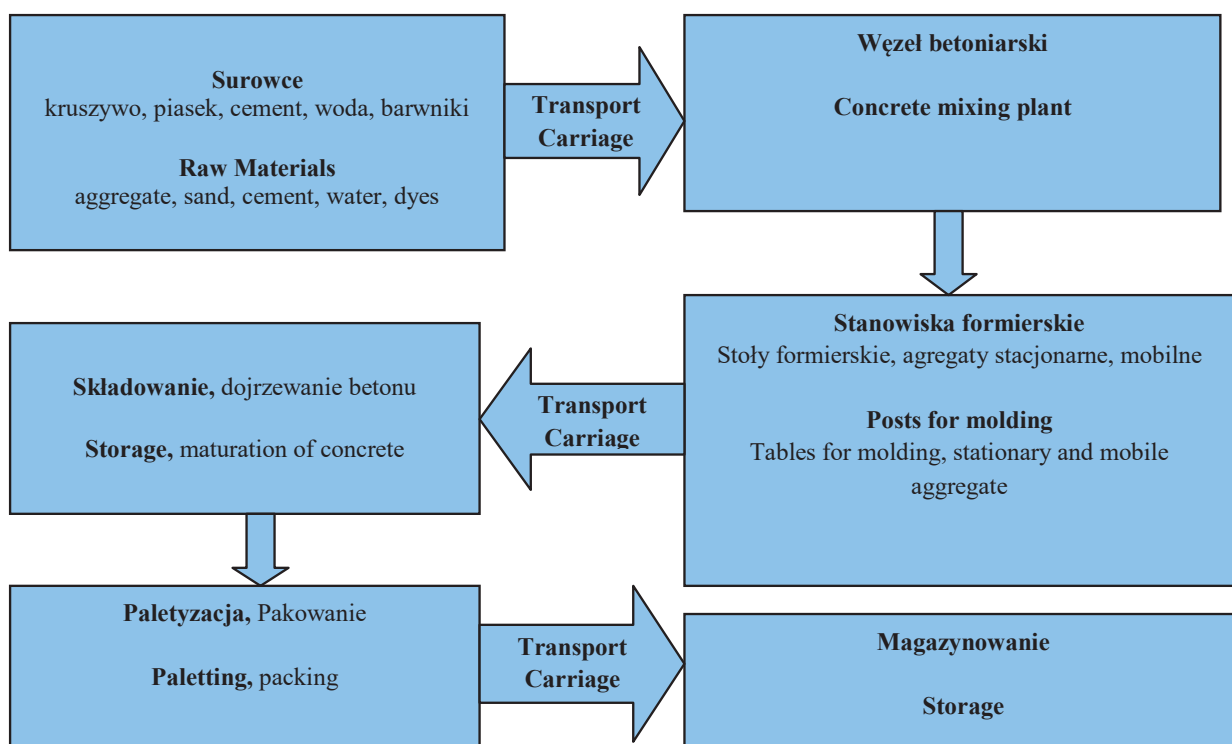 Surowce
kruszywo, piasek, cement, woda, barwniki
Raw Materials
aggregate, sand, cement, water, dyes
Transport
Carriage
Węzeł betoniarski
Concrete mixing plant
Stanowiska formierskie
Stoły formierskie, agregaty stacjonarne, mobilne
Posts for molding
Tables for molding, stationary and mobile
aggregate
Transport
Carriage
Składowanie, dojrzewanie betonu
Storage, maturation of concrete
Paletyzacja, Pakowanie
Paletting, packing
Transport
Carriage
Magazynowanie
Storage